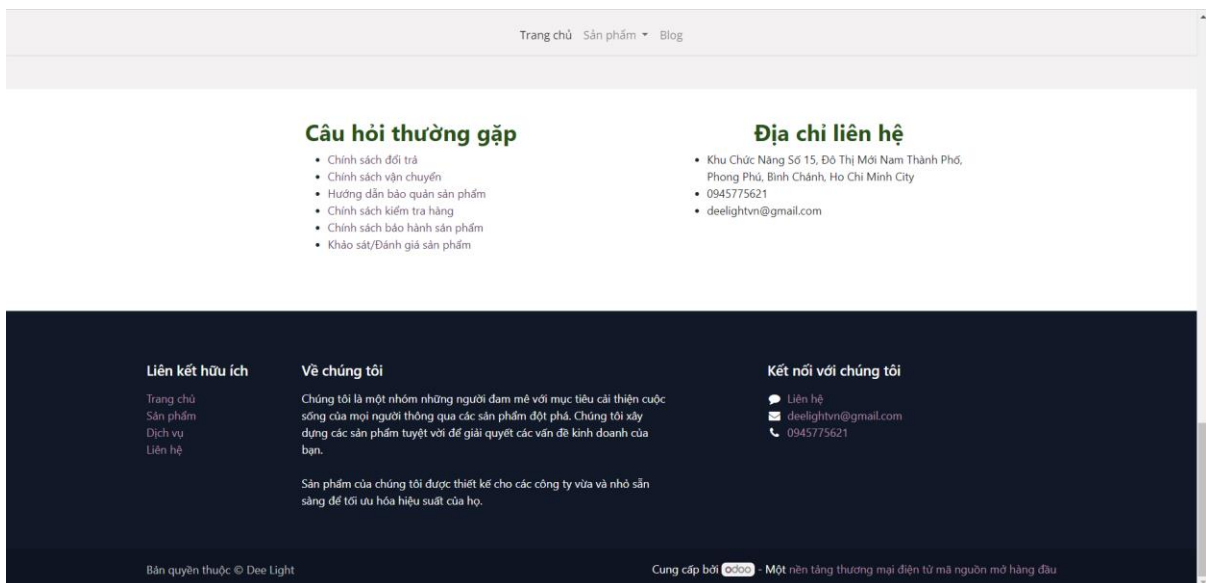 Trang chủ Sản phẩm Blog
Câu hỏi thường gặp
Chính sách đổi trả
Chính sách vận chuyển
Hướng dẫn bảo quản sản phẩm
Chính sách kiểm tra hàng
Chính sách bảo hành sản phẩm
Khảo sát/Đánh giá sản phẩm
Địa chỉ liên hệ
Khu Chức Năng Số 15, Đô Thị Mới Nam Thành Phố,
Phong Phú, Bình Chánh, Ho Chi Minh City
0945775621
deelightvn@gmail.com
Liên kết hữu ích
Trang chủ
Sản phẩm
Dịch vụ
Liên hệ
Về chúng tôi
Chúng tôi là một nhóm những người đam mê với mục tiêu cải thiện cuộc
sống của mọi người thông qua các sản phẩm đột phá. Chúng tôi xây
dựng các sản phẩm tuyệt vời để giải quyết các vấn đề kinh doanh của
bạn.
Sản phẩm của chúng tôi được thiết kế cho các công ty vừa và nhỏ sẵn
sàng để tối ưu hóa hiệu suất của họ.
Kết nối với chúng tôi
Liên hệ
deelightvn@gmail.com
0945775621
Bản quyền thuộc © Dee Light
Cung cấp bởi odoo - Một nền tảng thương mại điện tử mã nguồn mở hàng đầu